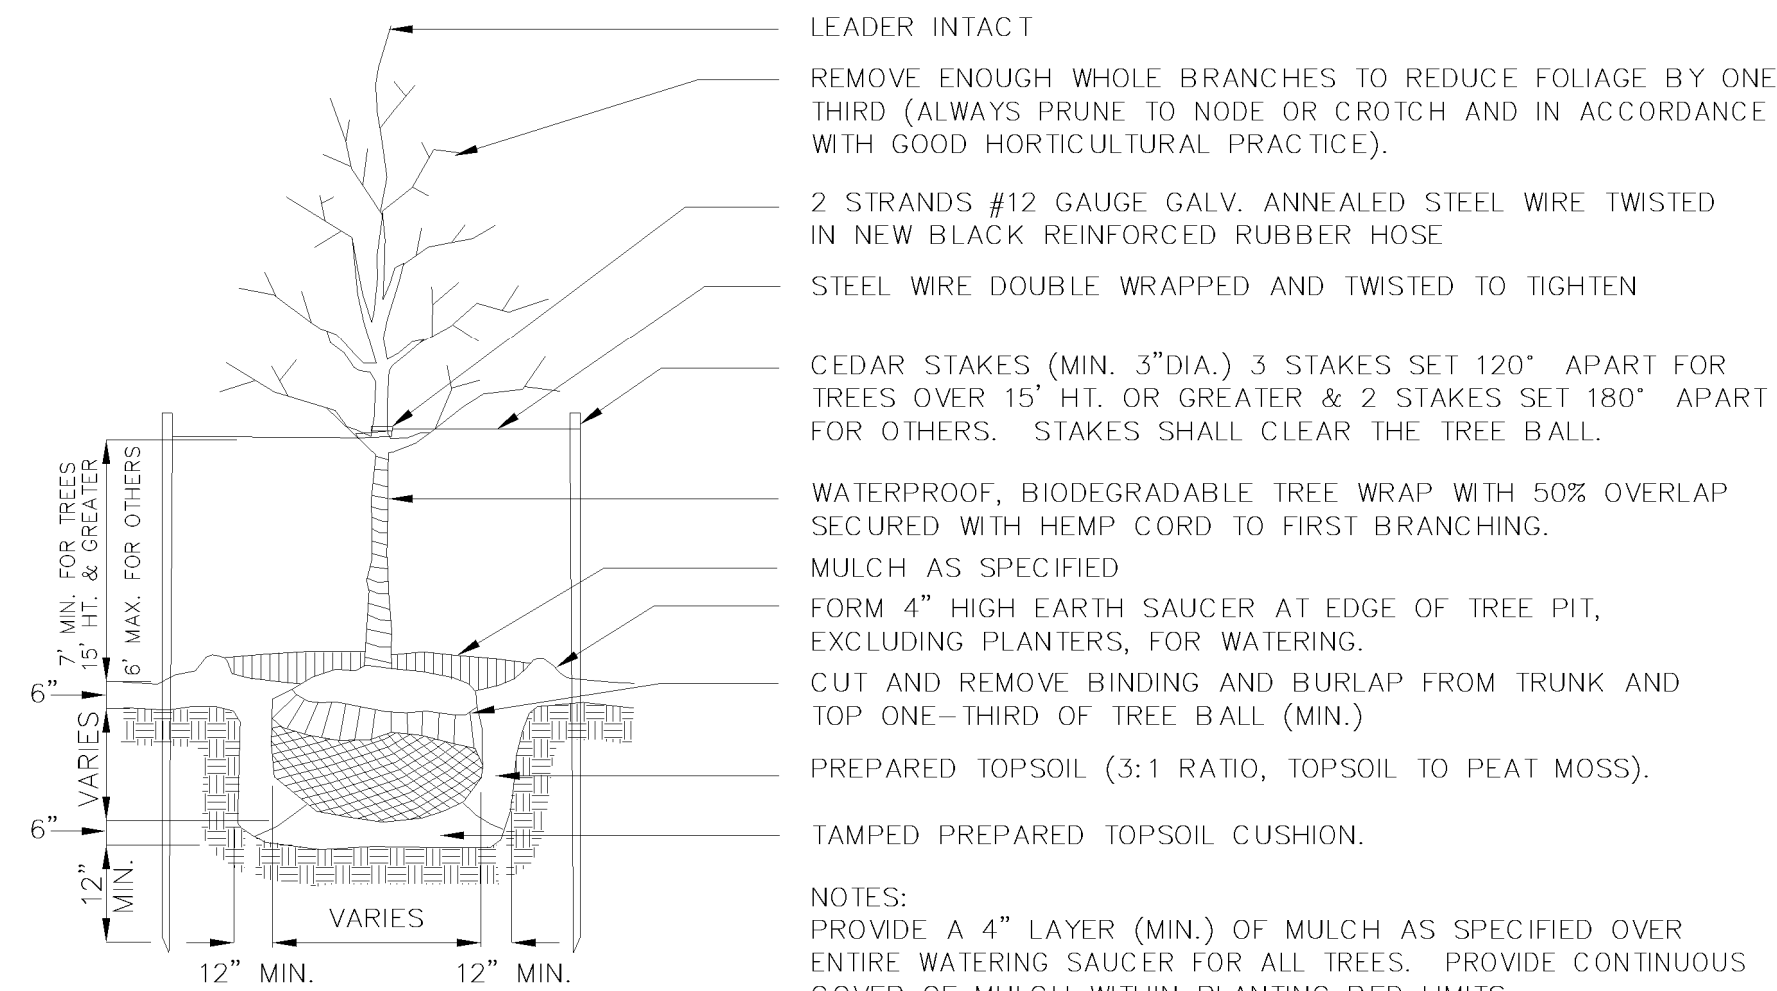 LEADER INTACT
REMOVE ENOUGH WHOLE BRANCHES TO REDUCE FOLIAGE BY ONE
THIRD (ALWAYS PRUNE TO NODE OR CROTCH AND IN ACCORDANCE
WITH GOOD HORTICULTURAL PRACTICE).
2 STRANDS #12 GAUGE GALV. ANNEALED STEEL WIRE TWISTED
IN NEW BLACK REINFORCED RUBBER HOSE
STEEL WIRE DOUBLE WRAPPED AND TWISTED TO TIGHTEN
CEDAR STAKES (MIN. 3"DIA.) 3 STAKES SET 120° APART FOR
TREES OVER 15' HT. OR GREATER & 2 STAKES SET 180° APART
FOR OTHERS. STAKES SHALL CLEAR THE TREE BALL.
WATERPROOF, BIODEGRADABLE TREE WRAP WITH 50% OVERLAP
SECURED WITH HEMP CORD TO FIRST BRANCHING.
MULCH AS SPECIFIED
FORM 4" HIGH EARTH SAUCER AT EDGE OF TREE PIT,
EXCLUDING PLANTERS, FOR WATERING.
CUT AND REMOVE BINDING AND BURLAP FROM TRUNK AND
TOP ONE-THIRD OF TREE BALL (MIN.)
PREPARED TOPSOIL (3:1 RATIO, TOPSOIL TO PEAT MOSS).
TAMPED PREPARED TOPSOIL CUSHION.
NOTES:
PROVIDE A 4" LAYER (MIN.) OF MULCH AS SPECIFIED OVER
ENTIRE WATERING SAUCER FOR ALL TREES. PROVIDE CONTINUOUS
COVER OF MULCH WITHIN PLANTING BED LIMITS
7' MIN. FOR TREES
15' HT. & GREATER
6' MAX. FOR OTHERS
6"
VARIES
6"
12"
MIN.
VARIES
12" MIN.
12" MIN.